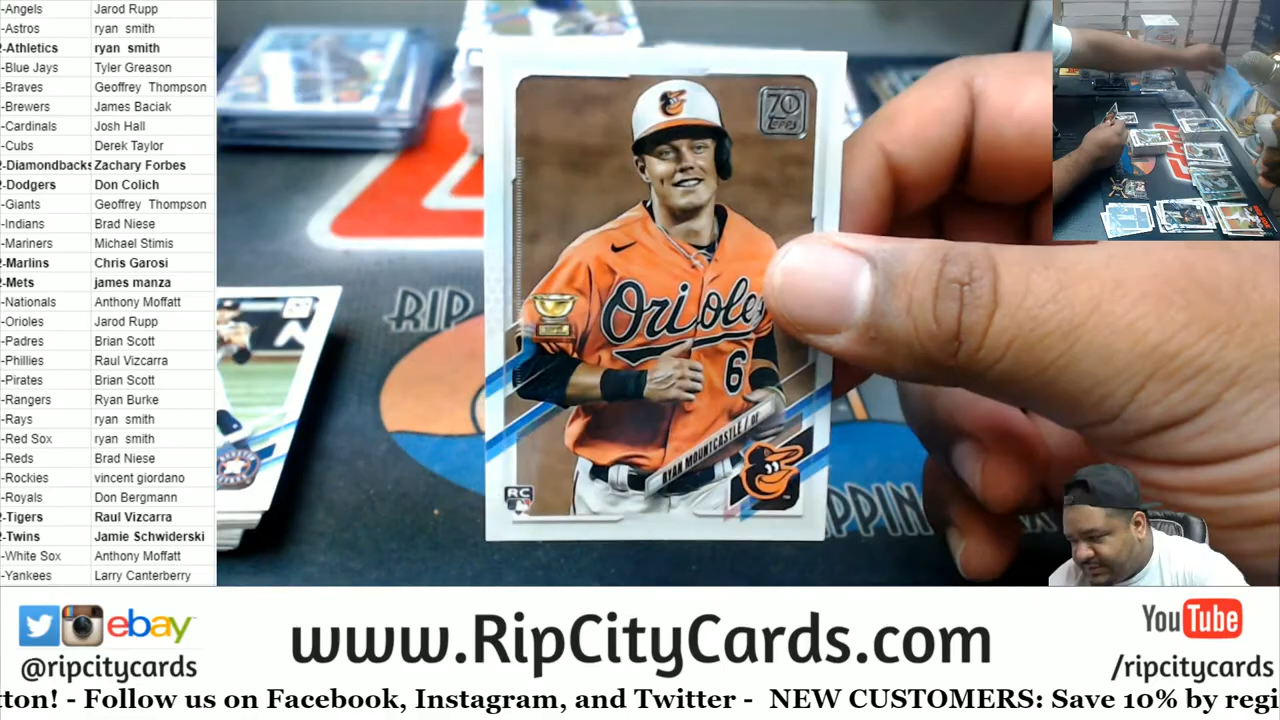 -Angels Jarod Rupp
-Astros ryan smith
2-Athletics ryan smith
-Blue Jays Tyler Greason
-Braves Geoffrey Thompson
-Brewers James Baciak
-Cardinals Josh Hall
-Cubs Derek Taylor
2-Diamondbacks Zachary Forbes
2-Dodgers Don Colich
-Giants Geoffrey Thompson
-Indians Brad Niese
-Mariners Michael Stimis
-Marlins Chris Garosi
2-Mets james manza
-Nationals Anthony Moffatt
-Orioles Jarod Rupp
-Padres Brian Scott
-Phillies Raul Vizcarra
-Pirates Brian Scott
-Rangers Ryan Burke
-Rays ryan smith
-Red Sox ryan smith
-Reds Brad Niese
-Rockies vincent giordano
-Royals Don Bergmann
2-Tigers Raul Vizcarra
2-Twins Jamie Schwiderski
-White Sox Anthony Moffatt
-Yankees Larry Canterbery
70
TOPPS
Orioles
6
RYAN MOUNTCASTLE / OF
RC
RIP
PPIN
ebay
@ripcitycards
www.RipCityCards.com
YouTube
/ripcitycards
tton! - Follow us on Facebook, Instagram, and Twitter - NEW CUSTOMERS: Save 10% by regi